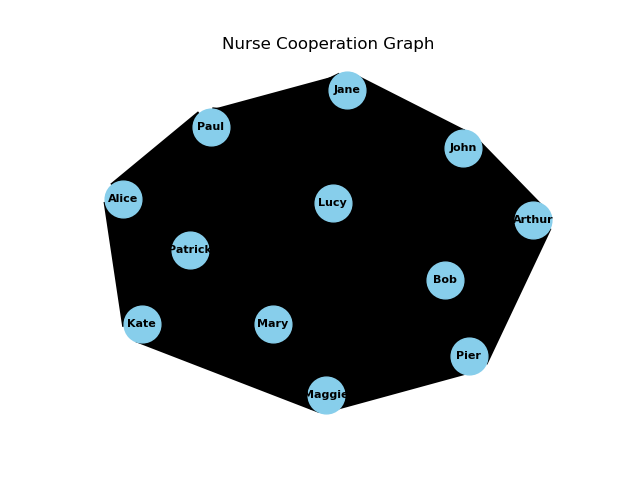 Nurse Cooperation Graph
Jane
Paul
John
Alice
Lucy
Arthur
Patrick
Bob
Kate
Mary
Pier
Maggie